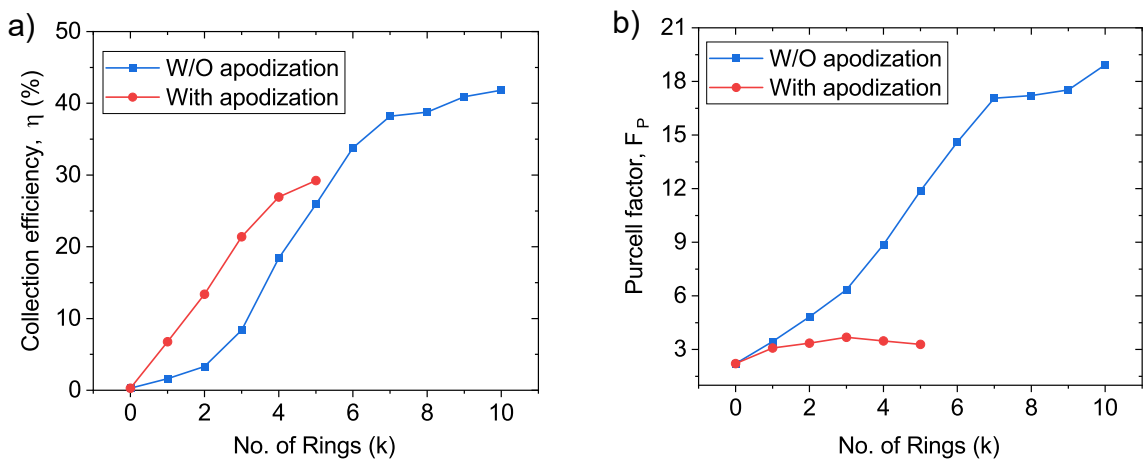 a)
50
40
30
20
10
0
Collection efficiency, η (%)
W/O apodization
With apodization
0 2 4 6 8 10
No. of Rings (k)
b)
21
18
15
12
9
6
3
Purcell factor, F_P
W/O apodization
With apodization
0 2 4 6 8 10
No. of Rings (k)